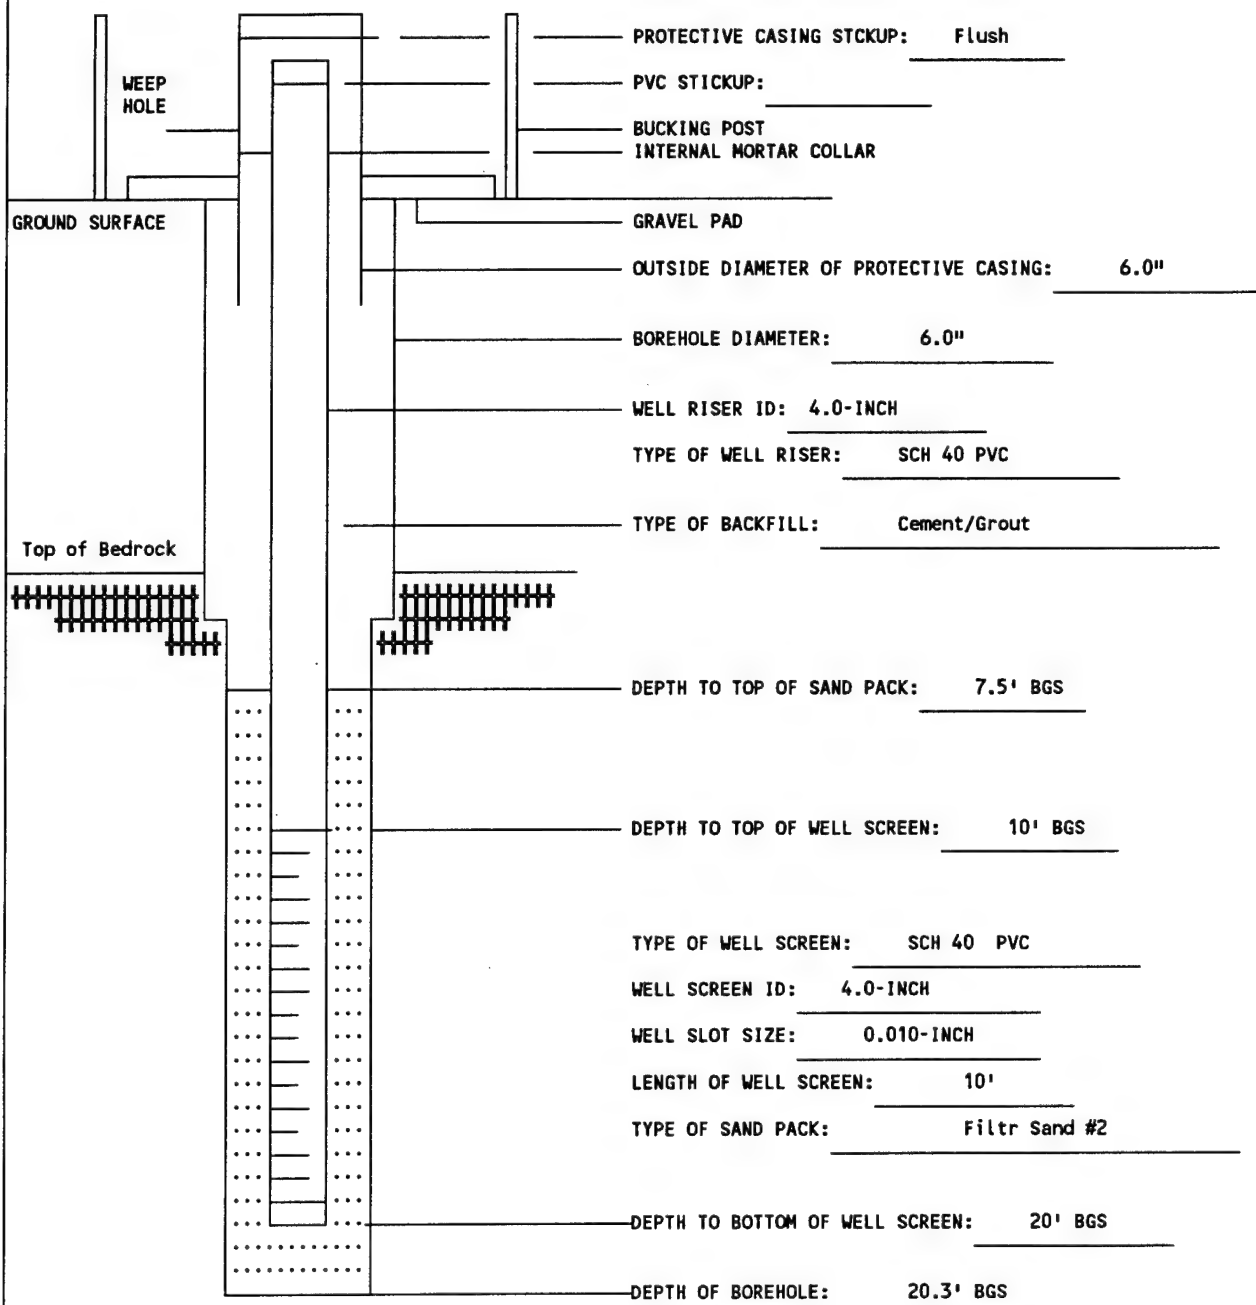 PROTECTIVE CASING STCKUP: Flush
WEEP
HOLE
PVC STICKUP:
BUCKING POST
INTERNAL MORTAR COLLAR
GROUND SURFACE
GRAVEL PAD
OUTSIDE DIAMETER OF PROTECTIVE CASING: 6.0"
BOREHOLE DIAMETER: 6.0"
WELL RISER ID: 4.0-INCH
TYPE OF WELL RISER: SCH 40 PVC
TYPE OF BACKFILL: Cement/Grout
Top of Bedrock
DEPTH TO TOP OF SAND PACK: 7.5' BGS
DEPTH TO TOP OF WELL SCREEN: 10' BGS
TYPE OF WELL SCREEN: SCH 40 PVC
WELL SCREEN ID: 4.0-INCH
WELL SLOT SIZE: 0.010-INCH
LENGTH OF WELL SCREEN: 10'
TYPE OF SAND PACK: Filtr Sand #2
DEPTH TO BOTTOM OF WELL SCREEN: 20' BGS
DEPTH OF BOREHOLE: 20.3' BGS